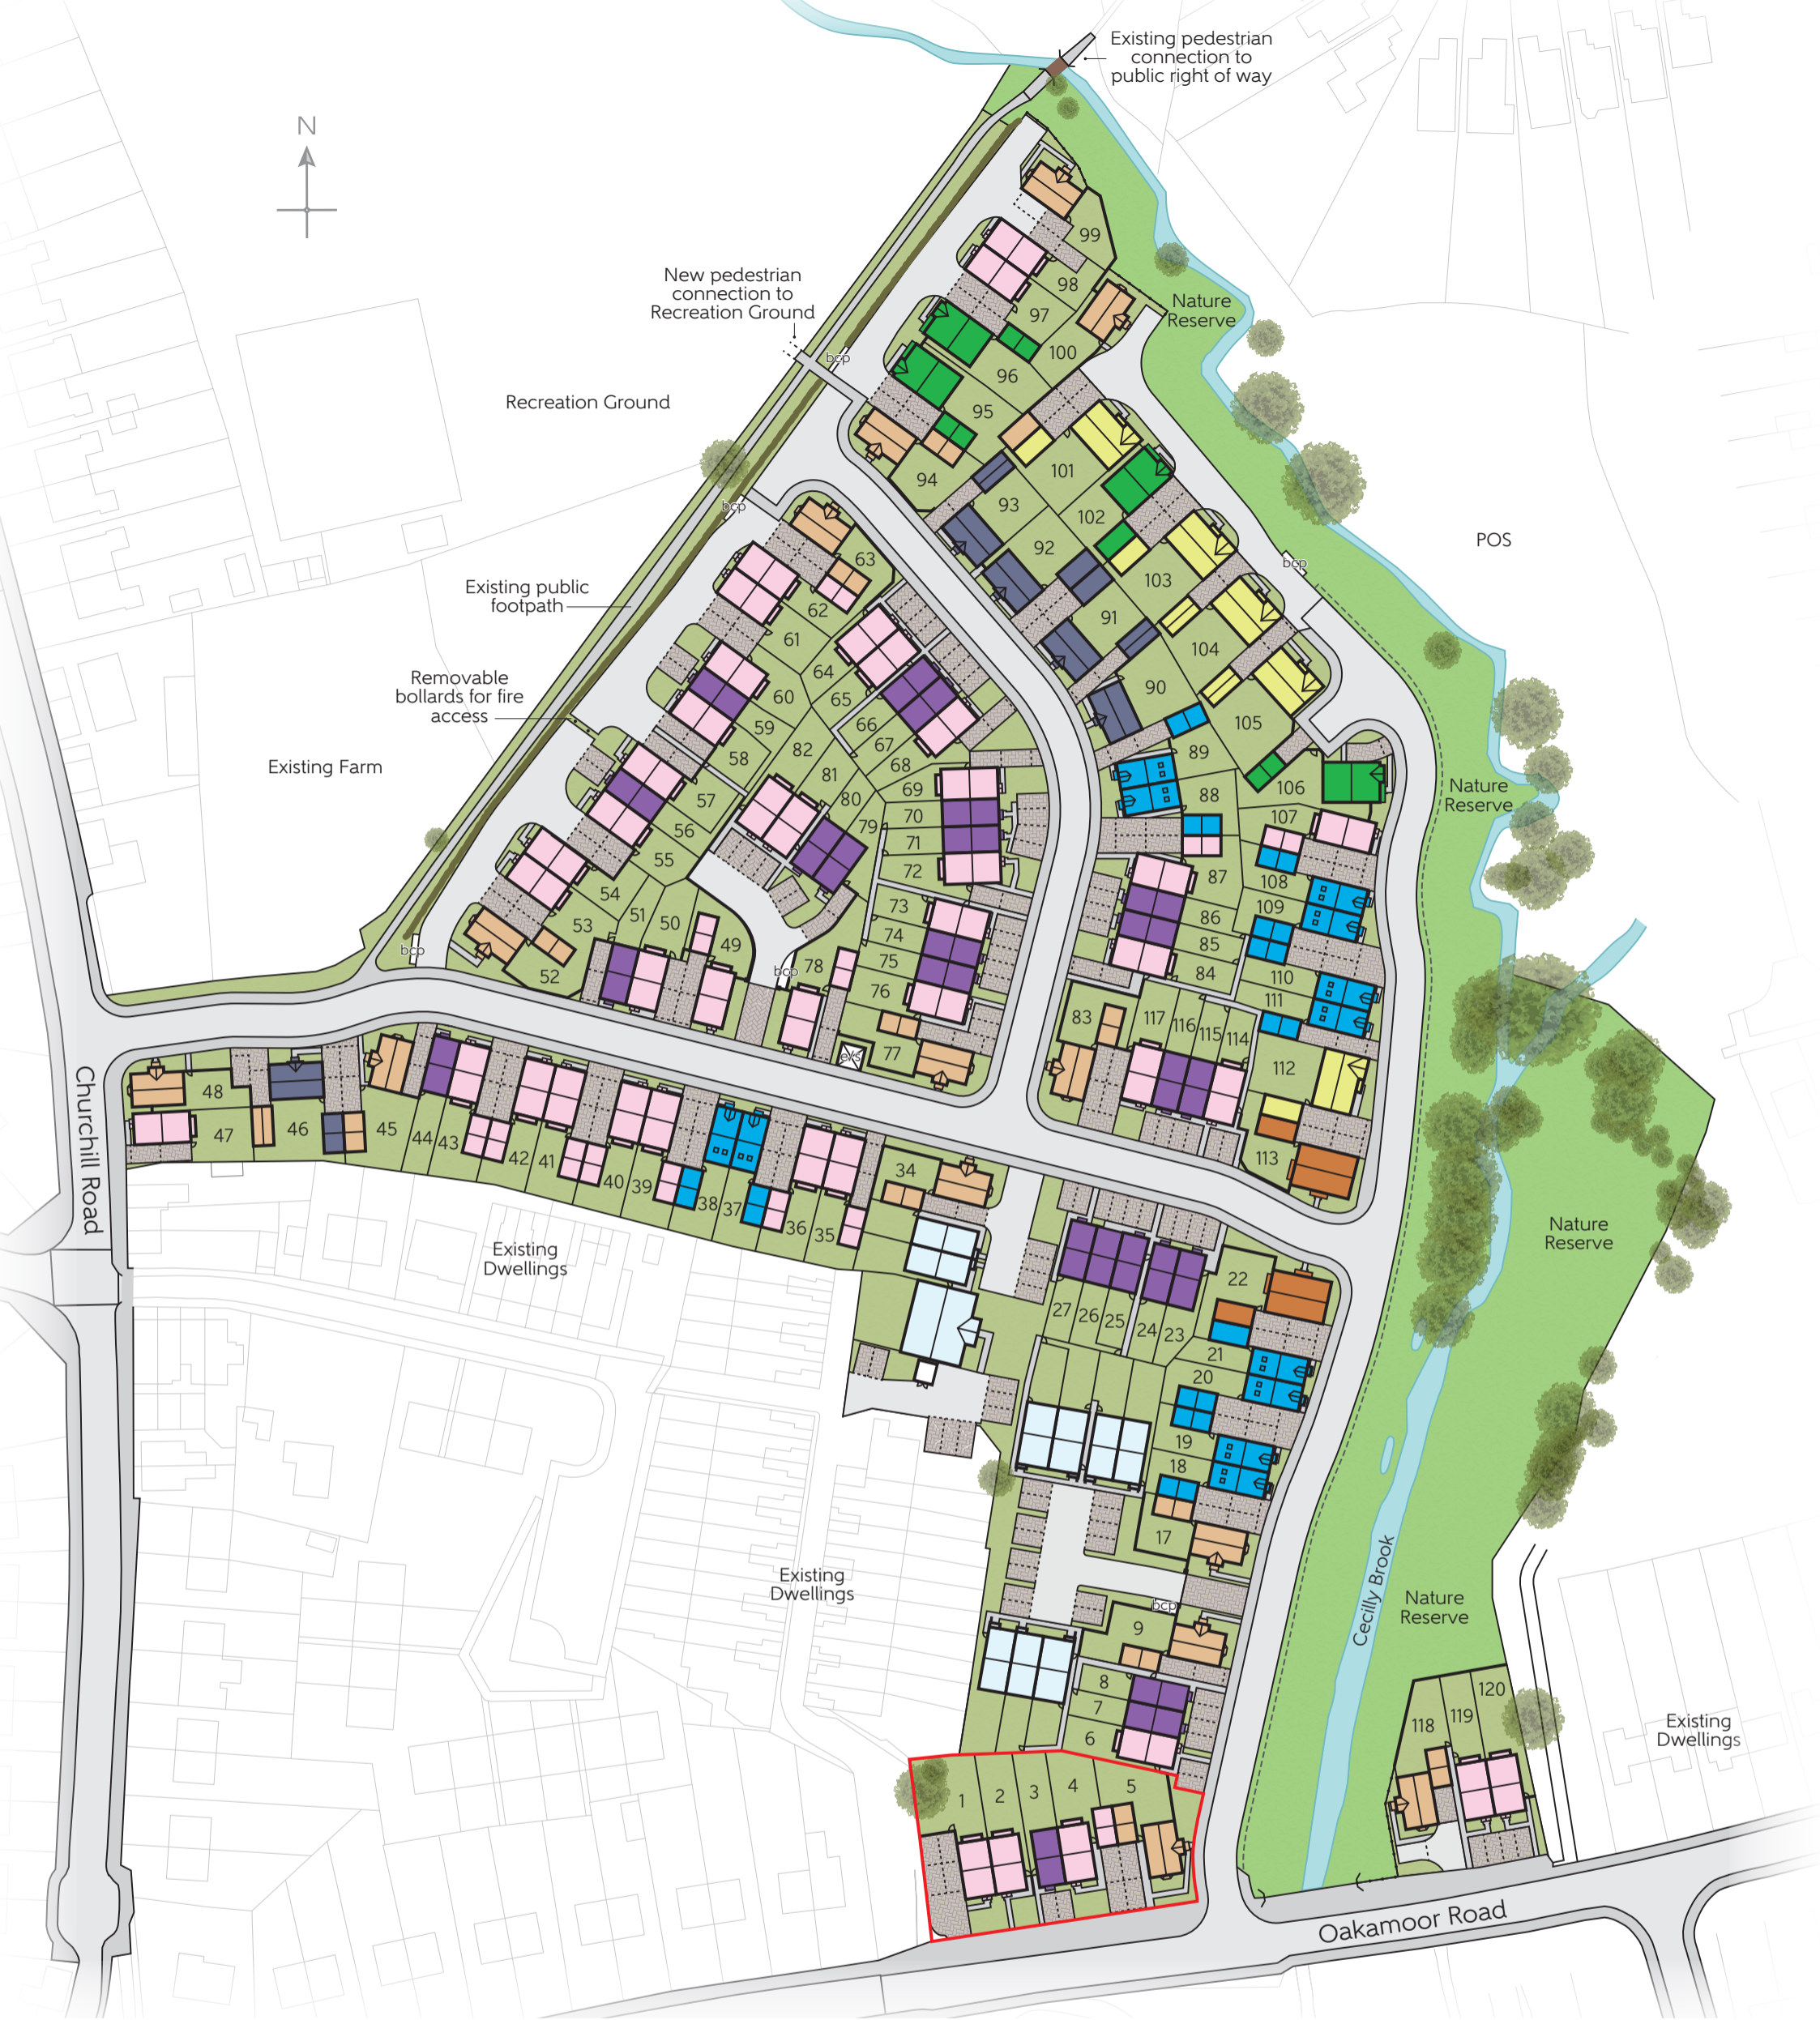 Existing pedestrian
connection to
public right of way
N
99
New pedestrian
connection to
Recreation Ground
98
Nature
Reserve
97
bcp
100
96
Recreation Ground
95
101
94
93
bcp
102
POS
92
63
bcp
103
Existing public
footpath
62
91
61
104
64
Removable
bollards for fire
access
60
65
90
66
105
59
67
82
89
58
68
81
Existing Farm
106
Nature
Reserve
69
88
57
80
70
107
79
56
71
55
72
87
108
54
73
109
86
51
50
53
74
85
49
bcp
75
78
bcp
84
110
52
76
111
83
117
116
115
114
e/s
77
112
48
47
46
45
44
43
42
41
40
39
38
37
36
35
34
113
Churchill Road
Existing
Dwellings
Nature
Reserve
22
27
26
25
24
23
21
20
19
18
17
Existing
Dwellings
Cecilly Brook
Nature
Reserve
bcp
9
8
7
6
120
119
118
Existing
Dwellings
1
2
3
4
5
Oakamoor Road